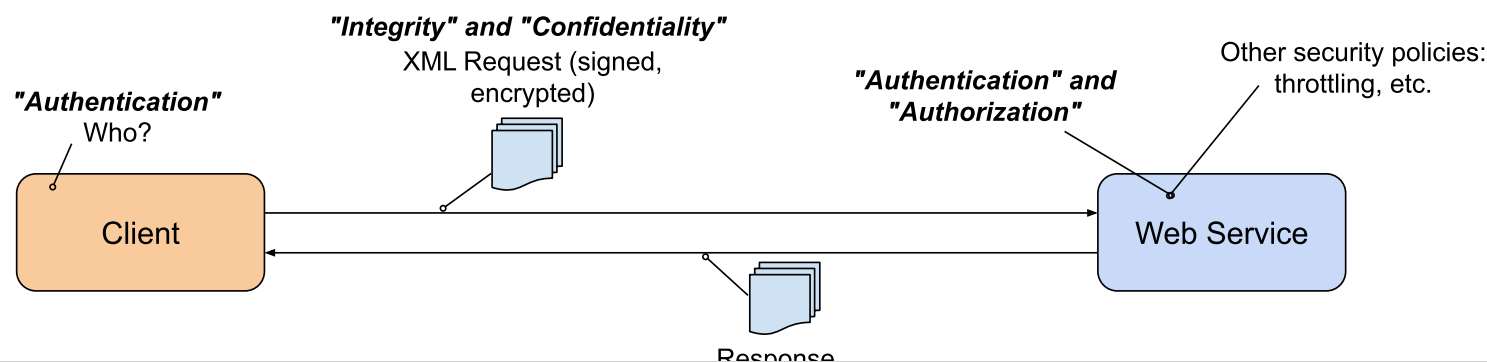 "Integrity" and "Confidentiality"
XML Request (signed,
encrypted)
"Authentication"
Who?
"Authentication" and
"Authorization"
Other security policies:
throttling, etc.
Client
Web Service
Response